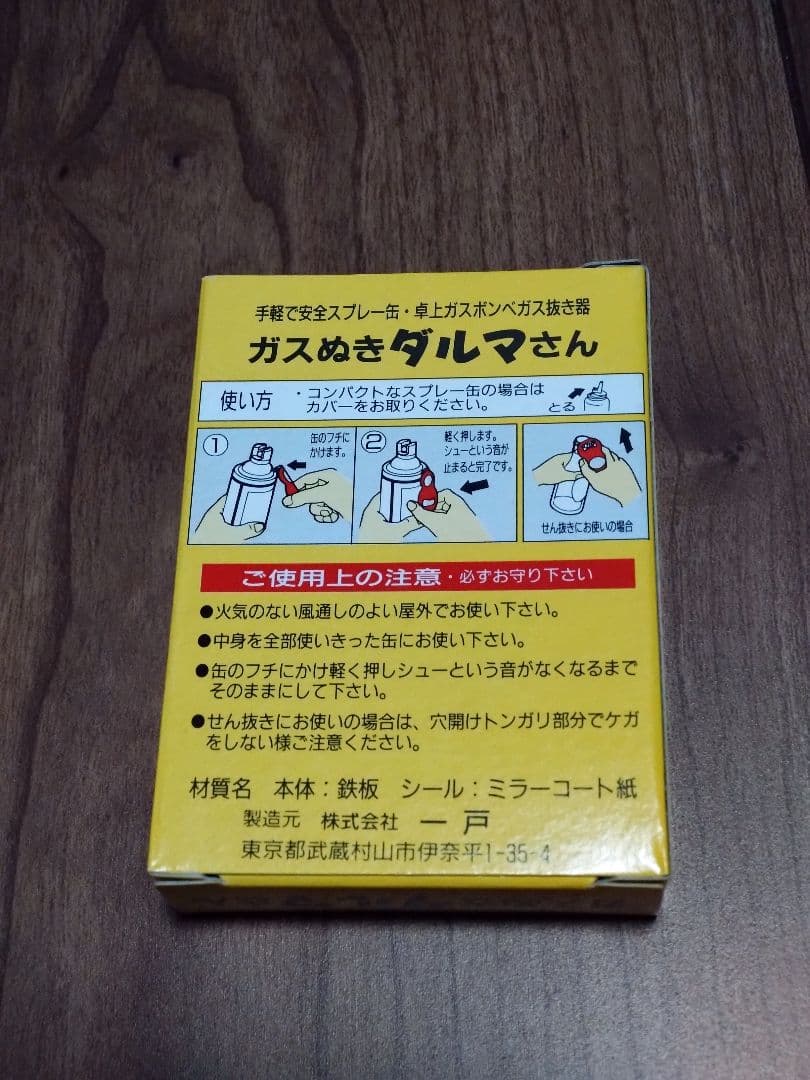 手軽で安全スプレー缶・卓上ガスボンベガス抜き器
ガスぬきダルマさん
使い方
・コンパクトなスプレー缶の場合は
カバーをお取りください。
とる
①
缶のフチに
かけます。
②
軽く押します。
シューという音が
止まると完了です。
せん抜きにお使いの場合
ご使用上の注意・必ずお守り下さい
●火気のない風通しのよい屋外でお使い下さい。
●中身を全部使いきった缶にお使い下さい。
●缶のフチにかけ軽く押しシューという音がなくなるまで
そのままにして下さい。
●せん抜きにお使いの場合は、穴開けトンガリ部分でケガ
をしない様ご注意ください。
材質名 本体：鉄板 シール：ミラーコート紙
製造元 株式会社 一戸
東京都武蔵村山市伊奈平1-35-4